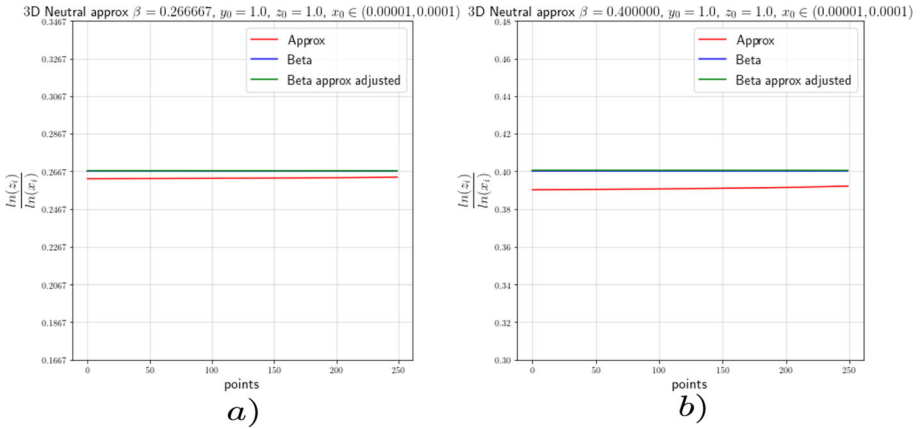 3D Neutral approx β = 0.266667, y₀ = 1.0, z₀ = 1.0, x₀ ∈ (0.00001, 0.0001)
0.3467
0.3267
0.3067
0.2867
0.2667
0.2467
0.2267
0.2067
0.1867
0.1667
ln(z_i)
ln(x_i)
Approx
Beta
Beta approx adjusted
0 50 100 150 200 250
points
a)
3D Neutral approx β = 0.400000, y₀ = 1.0, z₀ = 1.0, x₀ ∈ (0.00001, 0.0001)
0.48
0.46
0.44
0.42
0.40
0.38
0.36
0.34
0.32
0.30
ln(z_i)
ln(x_i)
Approx
Beta
Beta approx adjusted
0 50 100 150 200 250
points
b)